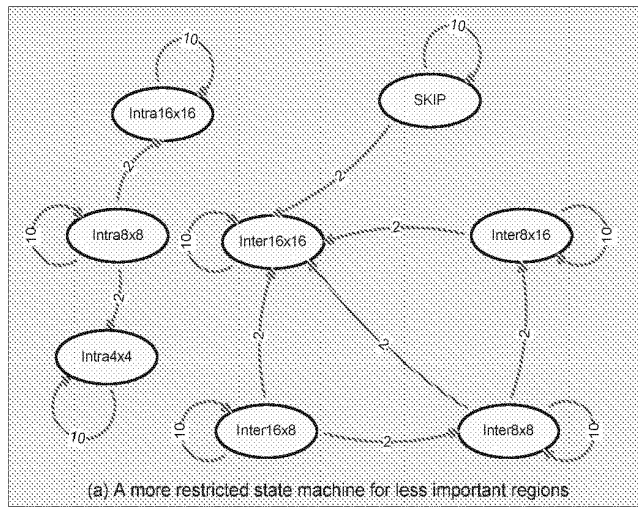 10
10
SKIP
Intra16x16
2
2
10
Intra8x8
10
Inter16x16
2
Inter8x16
10
2
2
2
2
Intra4x4
10
10
Inter16x8
2
Inter8x8
10
(a) A more restricted state machine for less important regions